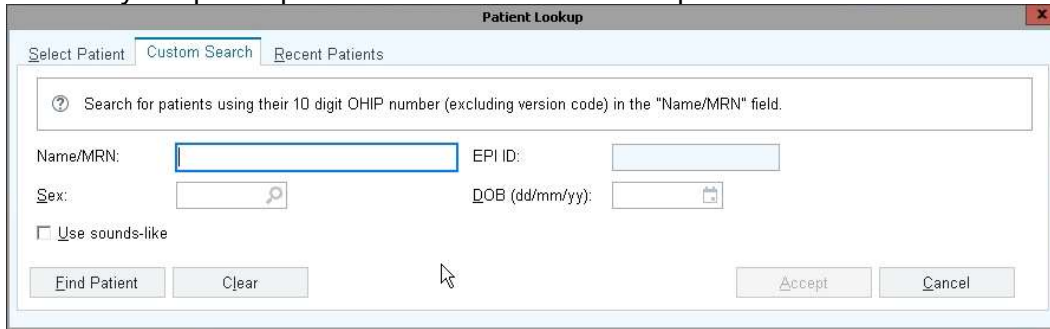 Patient Lookup
Select Patient Custom Search Recent Patients
Search for patients using their 10 digit OHIP number (excluding version code) in the "Name/MRN" field.
Name/MRN: EPI ID:
Sex: DOB (dd/mm/yy):
Use sounds-like
Find Patient Clear Accept Cancel